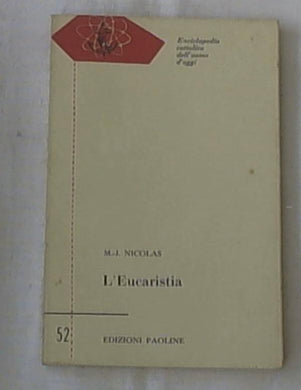 Enciclopedia
cattolica
dell'uomo
d'oggi
M.-J. NICOLAS
L'Eucaristia
52
EDIZIONI PAOLINE